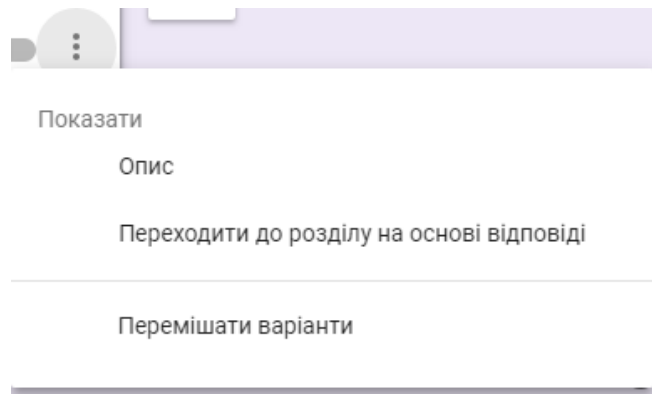 Показати
Опис
Переходити до розділу на основі відповіді
Перемішати варіанти